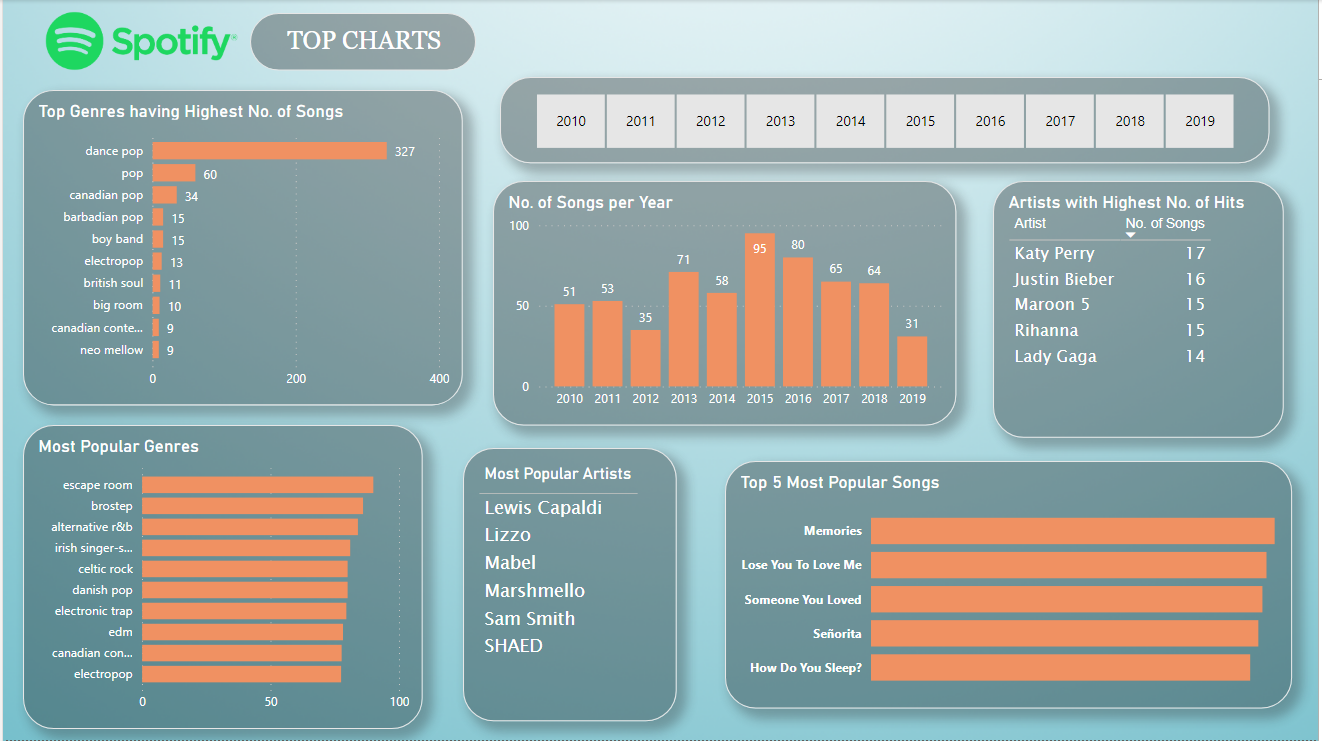 Spotify®
TOP CHARTS
2010 2011 2012 2013 2014 2015 2016 2017 2018 2019
Top Genres having Highest No. of Songs
dance pop 327
pop 60
canadian pop 34
barbadian pop 15
boy band 15
electropop 13
british soul 11
big room 10
canadian conte... 9
neo mellow 9
0 200 400
No. of Songs per Year
100
50
0
51 53 35 71 58 95 80 65 64 31
2010 2011 2012 2013 2014 2015 2016 2017 2018 2019
Artists with Highest No. of Hits
Artist No. of Songs
Katy Perry 17
Justin Bieber 16
Maroon 5 15
Rihanna 15
Lady Gaga 14
Most Popular Genres
escape room
brostep
alternative r&b
irish singer-s...
celtic rock
danish pop
electronic trap
edm
canadian con...
electropop
0 50 100
Most Popular Artists
Lewis Capaldi
Lizzo
Mabel
Marshmello
Sam Smith
SHAED
Top 5 Most Popular Songs
Memories
Lose You To Love Me
Someone You Loved
Señorita
How Do You Sleep?